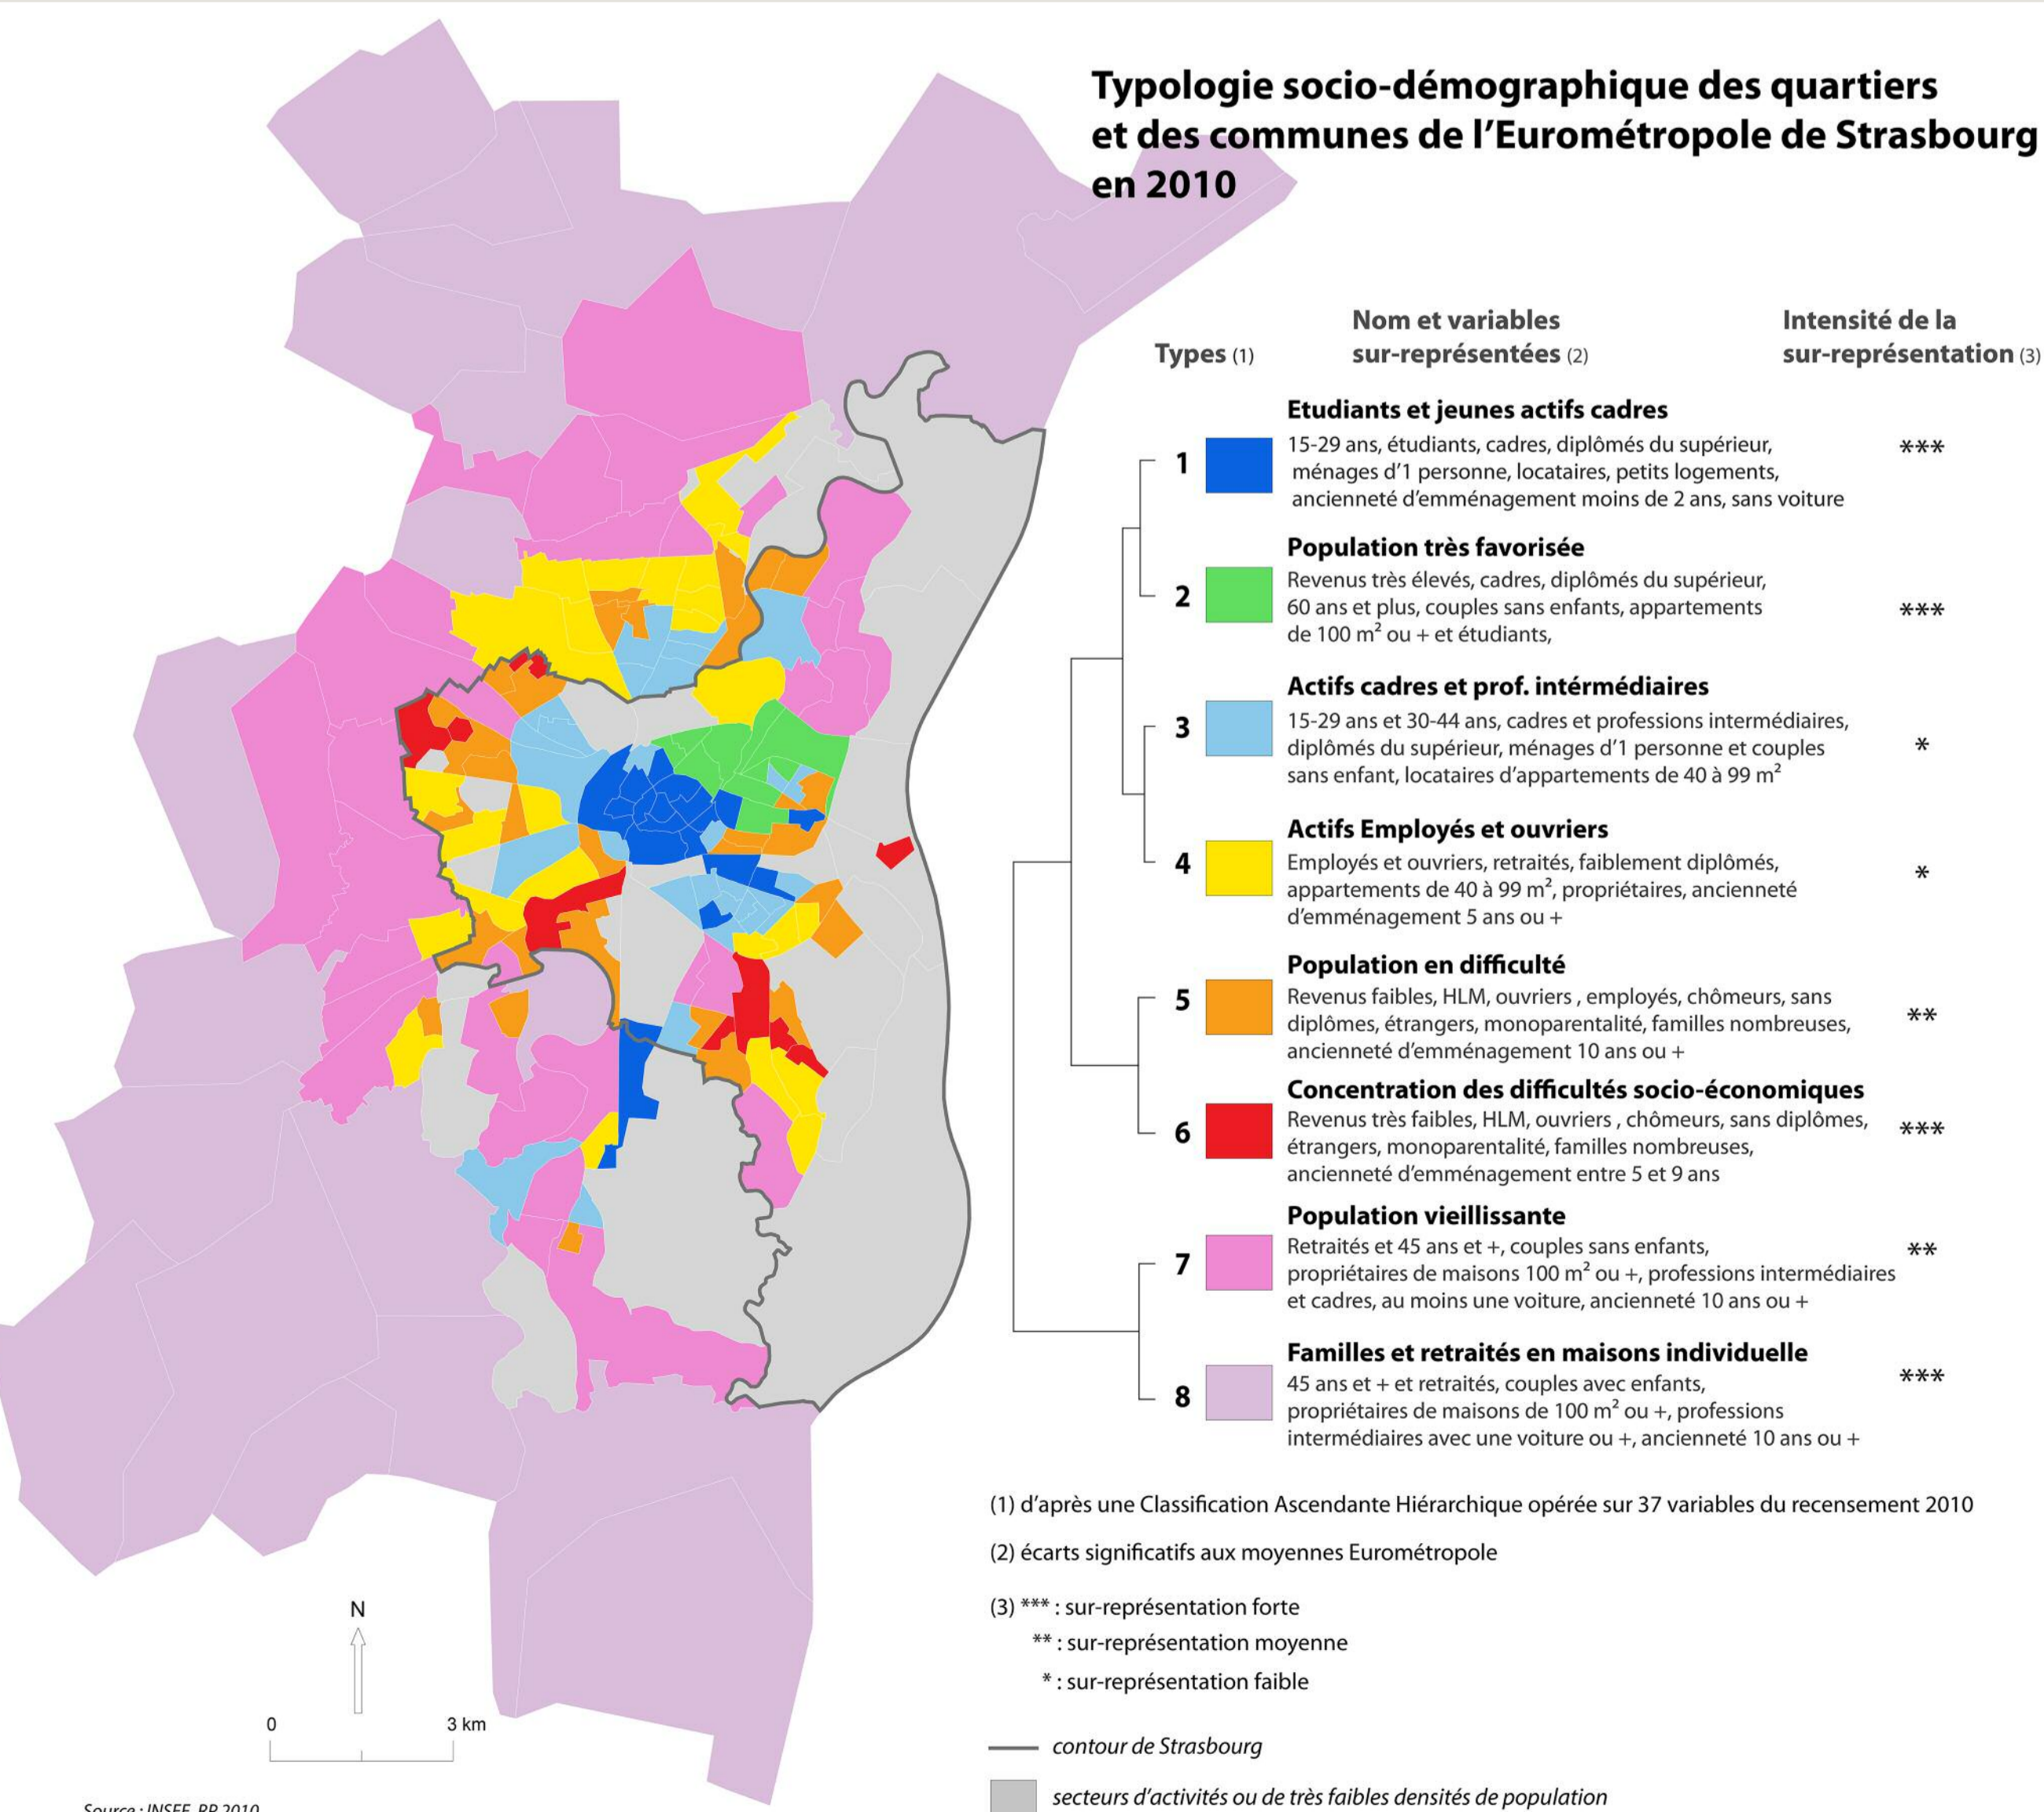 Typologie socio-démographique des quartiers
et des communes de l'Eurométropole de Strasbourg
en 2010
Types (1)
Nom et variables
sur-représentées (2)
Intensité de la
sur-représentation (3)
1
Etudiants et jeunes actifs cadres
15-29 ans, étudiants, cadres, diplômés du supérieur,
ménages d'1 personne, locataires, petits logements,
ancienneté d'emménagement moins de 2 ans, sans voiture
***
2
Population très favorisée
Revenus très élevés, cadres, diplômés du supérieur,
60 ans et plus, couples sans enfants, appartements
de 100 m² ou + et étudiants,
***
3
Actifs cadres et prof. intérmédiaires
15-29 ans et 30-44 ans, cadres et professions intermédiaires,
diplômés du supérieur, ménages d'1 personne et couples
sans enfant, locataires d'appartements de 40 à 99 m²
*
4
Actifs Employés et ouvriers
Employés et ouvriers, retraités, faiblement diplômés,
appartements de 40 à 99 m², propriétaires, ancienneté
d'emménagement 5 ans ou +
*
5
Population en difficulté
Revenus faibles, HLM, ouvriers , employés, chômeurs, sans
diplômes, étrangers, monoparentalité, familles nombreuses,
ancienneté d'emménagement 10 ans ou +
**
6
Concentration des difficultés socio-économiques
Revenus très faibles, HLM, ouvriers , chômeurs, sans diplômes,
étrangers, monoparentalité, familles nombreuses,
ancienneté d'emménagement entre 5 et 9 ans
***
7
Population vieillissante
Retraités et 45 ans et +, couples sans enfants,
propriétaires de maisons 100 m² ou +, professions intermédiaires
et cadres, au moins une voiture, ancienneté 10 ans ou +
**
8
Familles et retraités en maisons individuelle
45 ans et + et retraités, couples avec enfants,
propriétaires de maisons de 100 m² ou +, professions
intermédiaires avec une voiture ou +, ancienneté 10 ans ou +
***
(1) d'après une Classification Ascendante Hiérarchique opérée sur 37 variables du recensement 2010
(2) écarts significatifs aux moyennes Eurométropole
(3) *** : sur-représentation forte
** : sur-représentation moyenne
* : sur-représentation faible
contour de Strasbourg
secteurs d'activités ou de très faibles densités de population
N
0 3 km
Source : INSEE, RP 2010